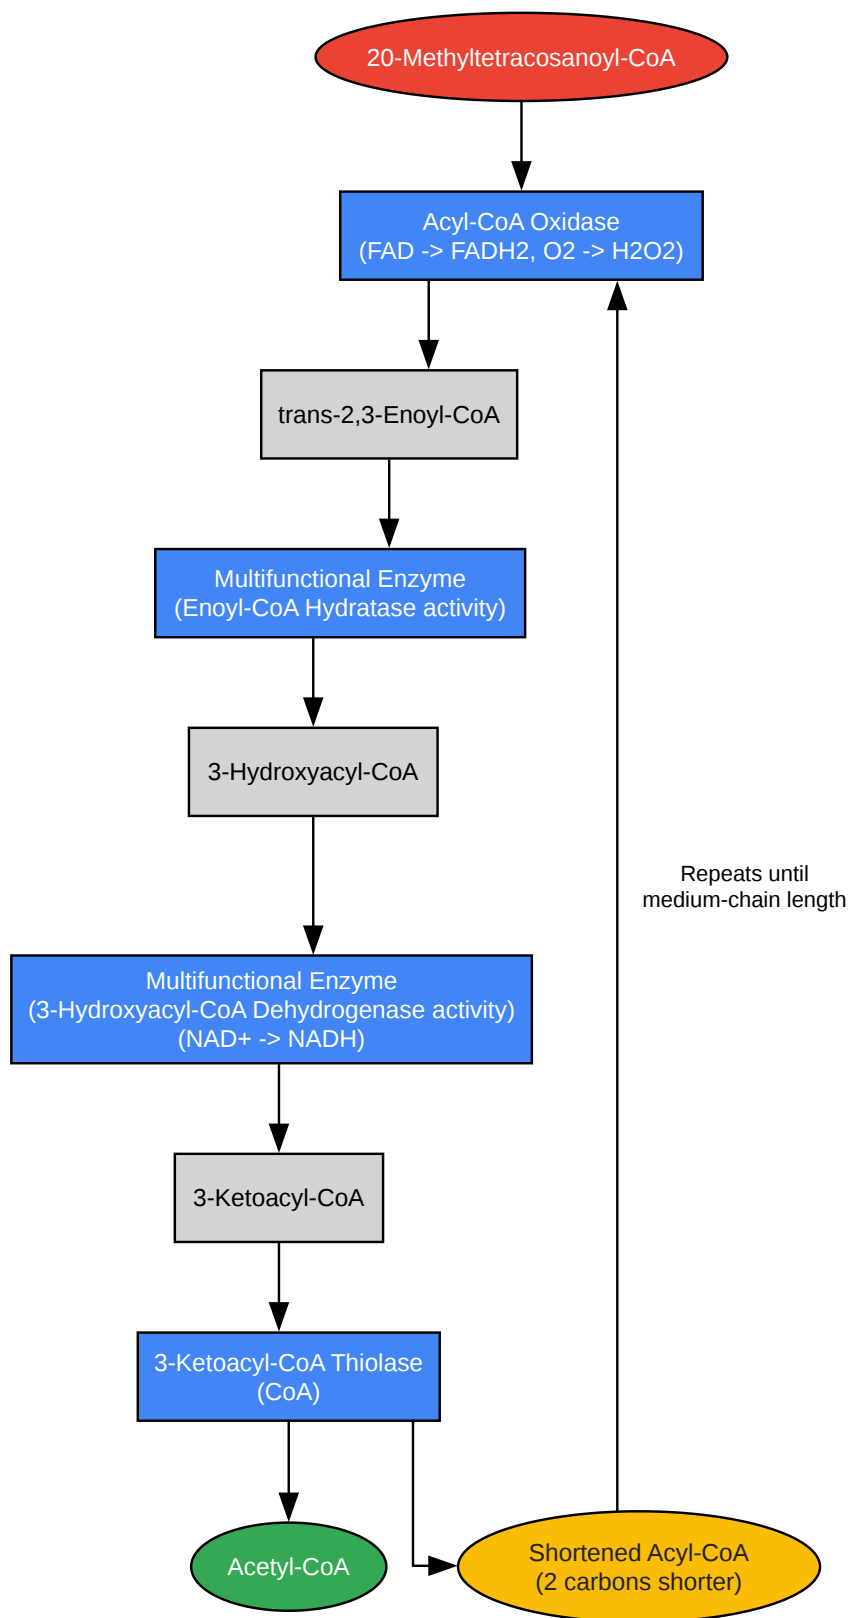 20-Methyltetracosanoyl-CoA
Acyl-CoA Oxidase
(FAD -> FADH2, O2 -> H2O2)
trans-2,3-Enoyl-CoA
Multifunctional Enzyme
(Enoyl-CoA Hydratase activity)
3-Hydroxyacyl-CoA
Repeats until
medium-chain length
Multifunctional Enzyme
(3-Hydroxyacyl-CoA Dehydrogenase activity)
(NAD+ -> NADH)
3-Ketoacyl-CoA
3-Ketoacyl-CoA Thiolase
(CoA)
Acetyl-CoA
Shortened Acyl-CoA
(2 carbons shorter)